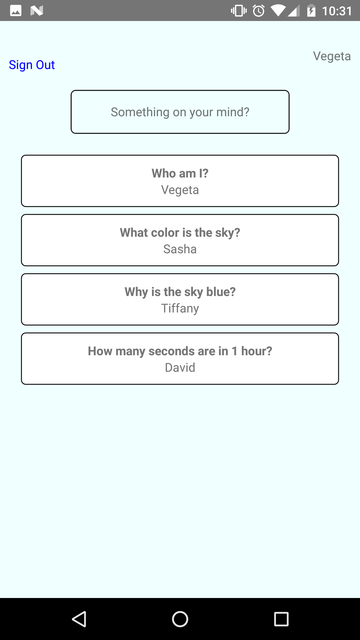 10:31
Vegeta
Sign Out
Something on your mind?
Who am I?
Vegeta
What color is the sky?
Sasha
Why is the sky blue?
Tiffany
How many seconds are in 1 hour?
David